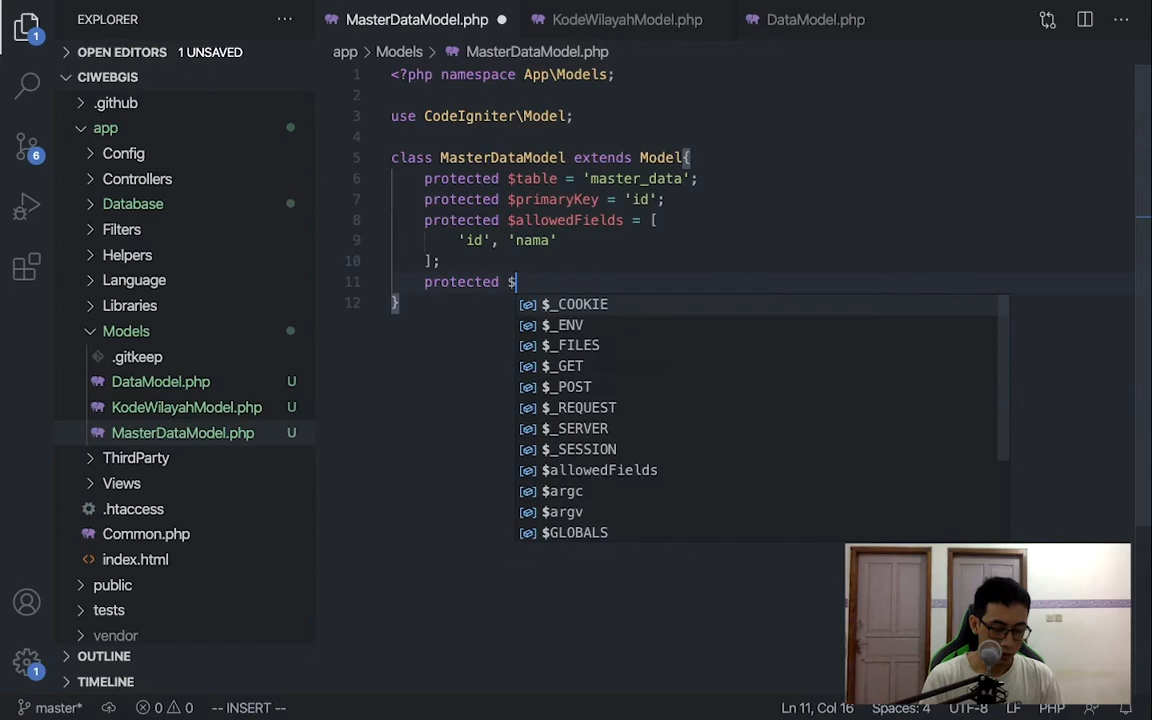 EXPLORER
MasterDataModel.php
KodeWilayahModel.php
DataModel.php
OPEN EDITORS 1 UNSAVED
app > Models > MasterDataModel.php
CIWEBGIS
.github
app
Config
Controllers
Database
Filters
Helpers
Language
Libraries
Models
.gitkeep
DataModel.php U
KodeWilayahModel.php U
MasterDataModel.php U
ThirdParty
Views
.htaccess
Common.php
index.html
public
tests
vendor
OUTLINE
TIMELINE
1
6
1
1 <?php namespace App\Models;
2
3 use CodeIgniter\Model;
4
5 class MasterDataModel extends Model{
6 protected $table = 'master_data';
7 protected $primaryKey = 'id';
8 protected $allowedFields = [
9 'id', 'nama'
10 ];
11 protected $
12 }
$_COOKIE
$_ENV
$_FILES
$_GET
$_POST
$_REQUEST
$_SERVER
$_SESSION
$allowedFields
$argc
$argv
$GLOBALS
master* 0 0 -- INSERT -- Ln 11, Col 16 Spaces: 4 UTF-8 LF PHP